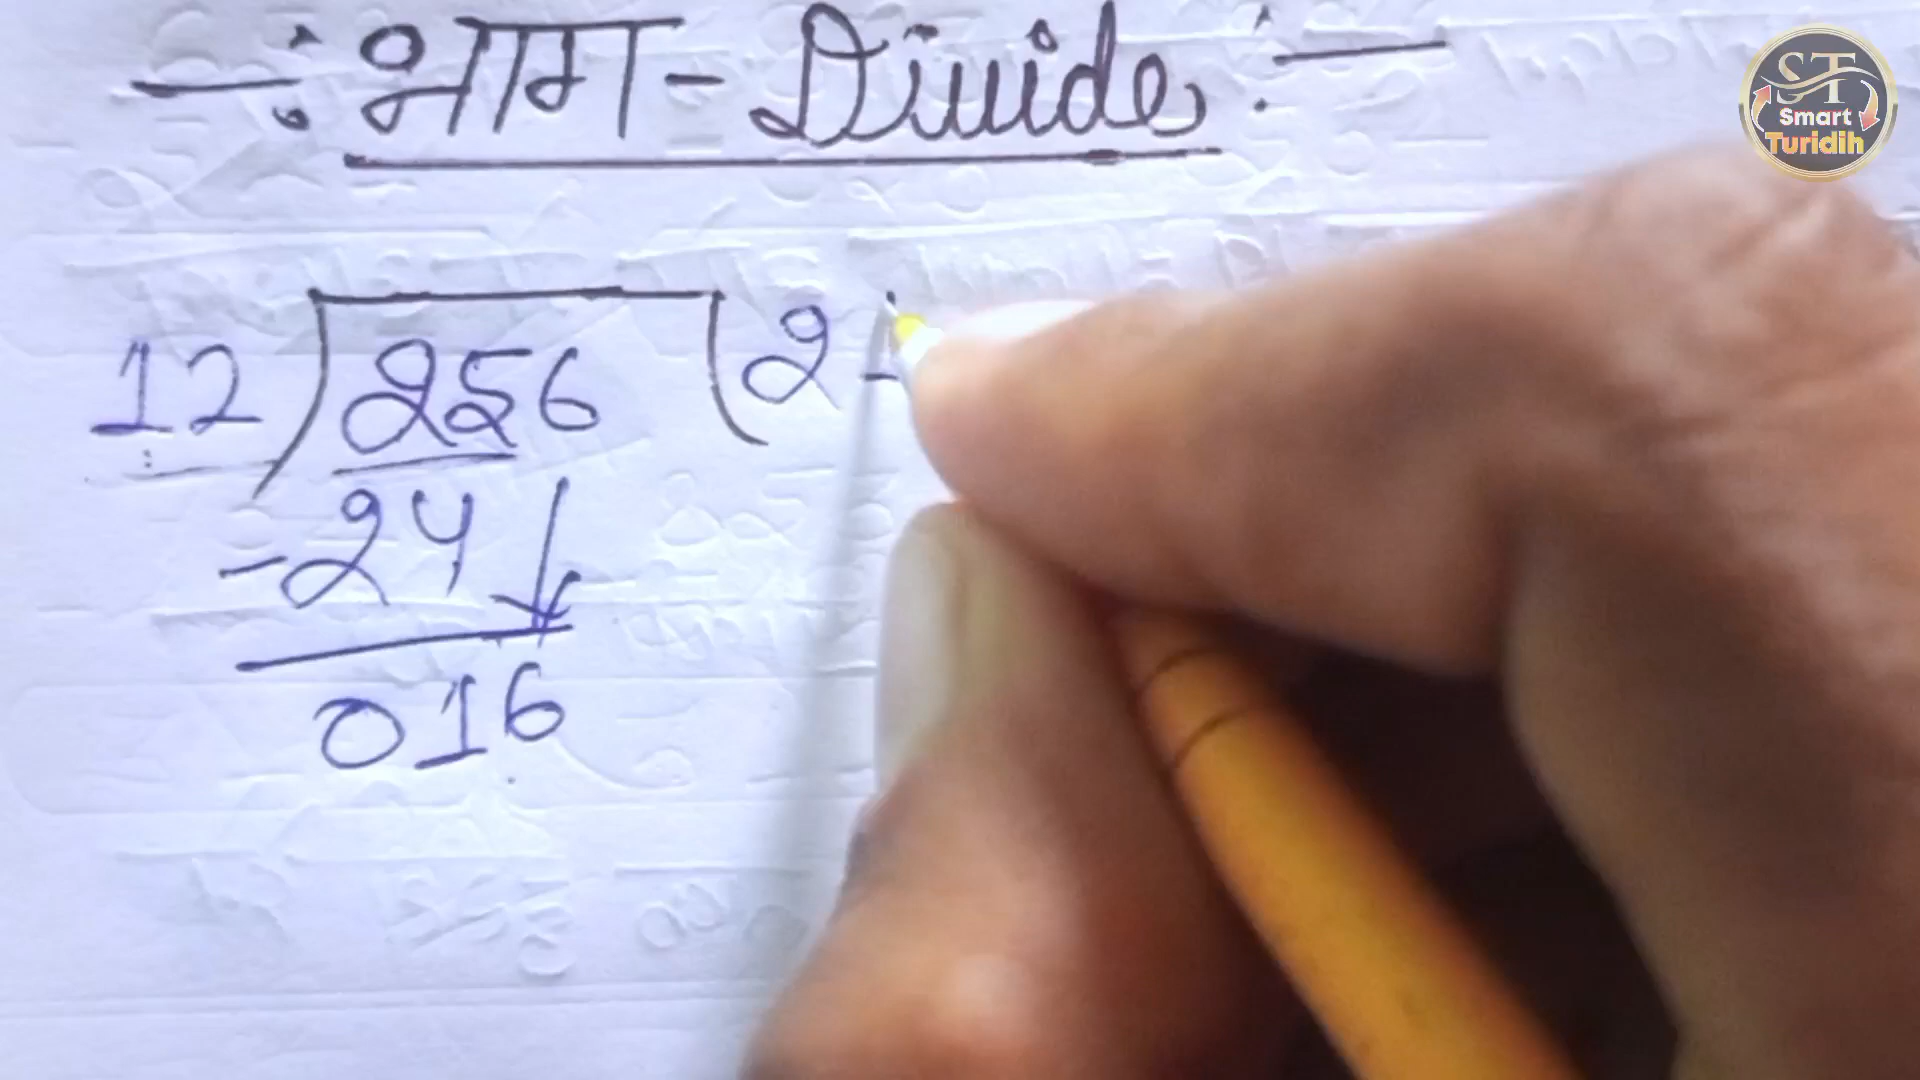 -: भाग - Divide :-
12 ) 256 ( 2
- 24
016
ST
Smart
Turidih